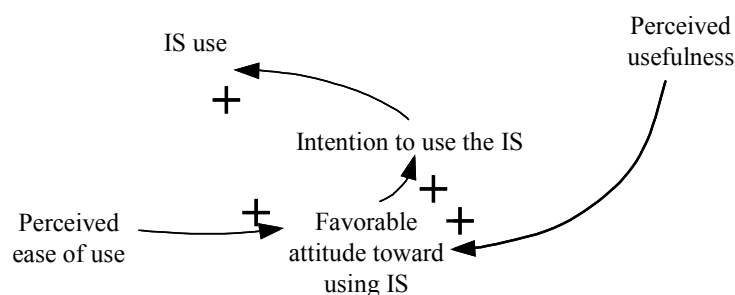 IS use
Perceived
usefulness
+
Intention to use the IS
+
+
+
Perceived
ease of use
Favorable
attitude toward
using IS